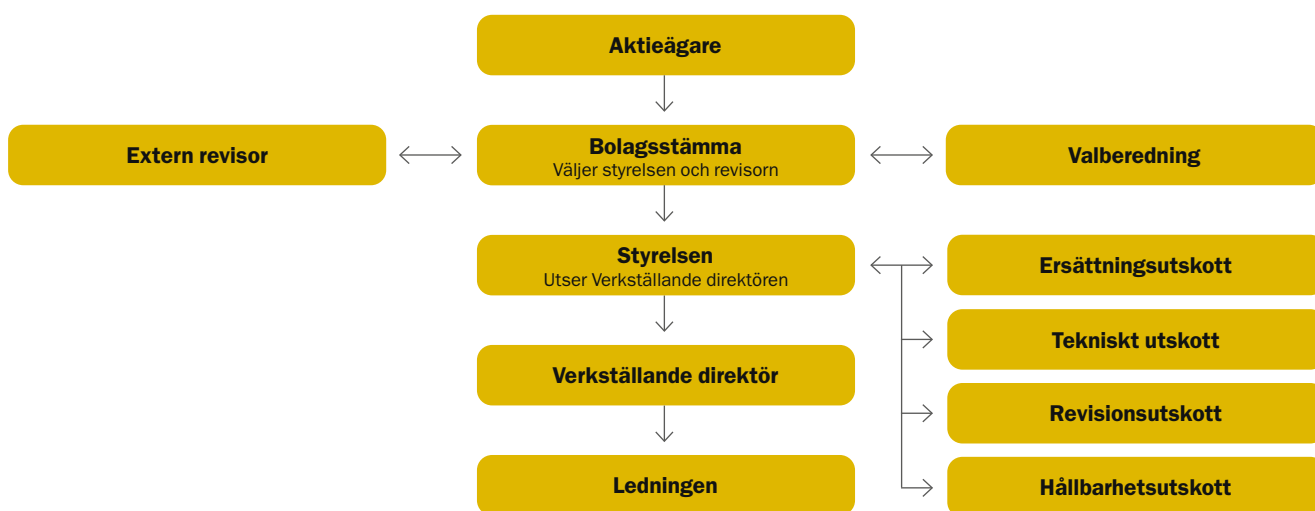 Aktieägare
Extern revisor
Bolagsstämma
Väljer styrelsen och revisorn
Valberedning
Styrelsen
Utser Verkställande direktören
Ersättningsutskott
Tekniskt utskott
Verkställande direktör
Revisionsutskott
Ledningen
Hållbarhetsutskott